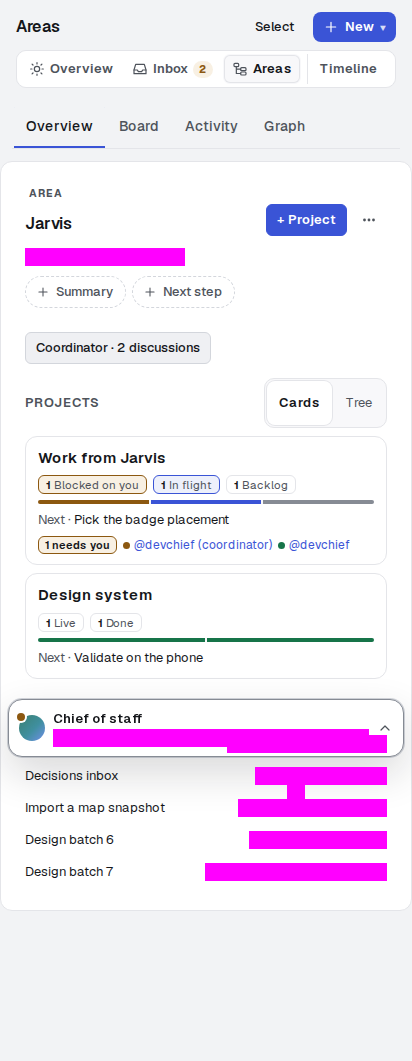 Areas
Select
New
Overview
Inbox 2
Areas
Timeline
Overview
Board
Activity
Graph
AREA
Jarvis
+ Project
Summary
Next step
Coordinator · 2 discussions
PROJECTS
Cards
Tree
Work from Jarvis
1 Blocked on you
1 In flight
1 Backlog
Next · Pick the badge placement
1 needs you
@devchief (coordinator)
@devchief
Design system
1 Live
1 Done
Next · Validate on the phone
Chief of staff
Decisions inbox
Import a map snapshot
Design batch 6
Design batch 7